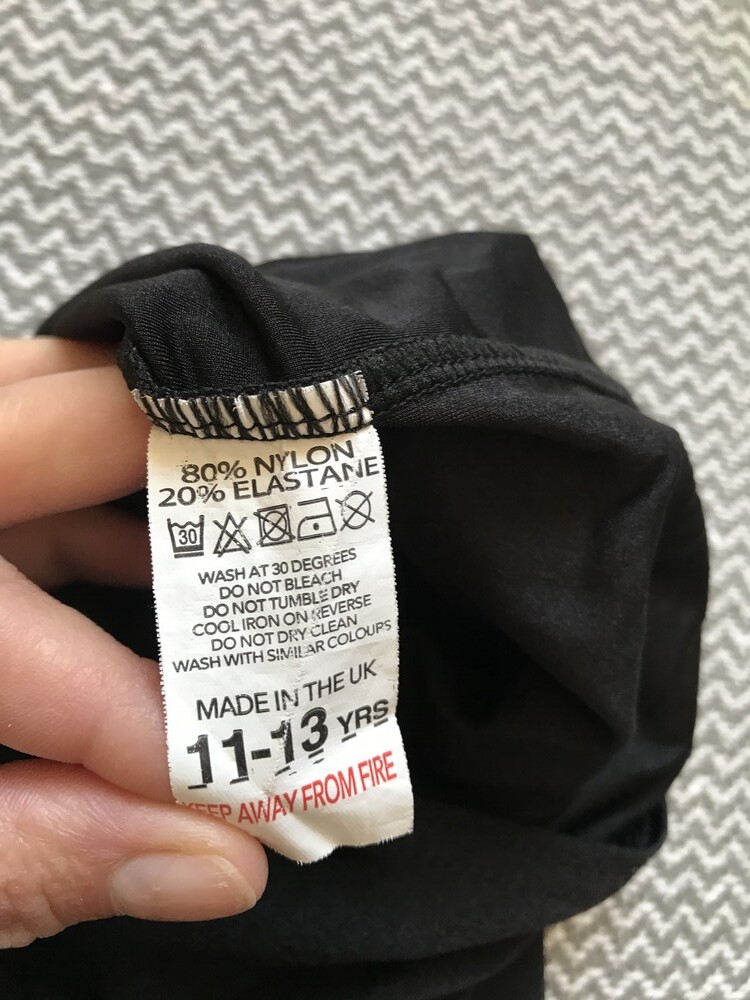 80% NYLON
20% ELASTANE
30
WASH AT 30 DEGREES
DO NOT BLEACH
DO NOT TUMBLE DRY
COOL IRON ON REVERSE
DO NOT DRY CLEAN
WASH WITH SIMILAR COLOURS
MADE IN THE UK
11-13 YRS
KEEP AWAY FROM FIRE